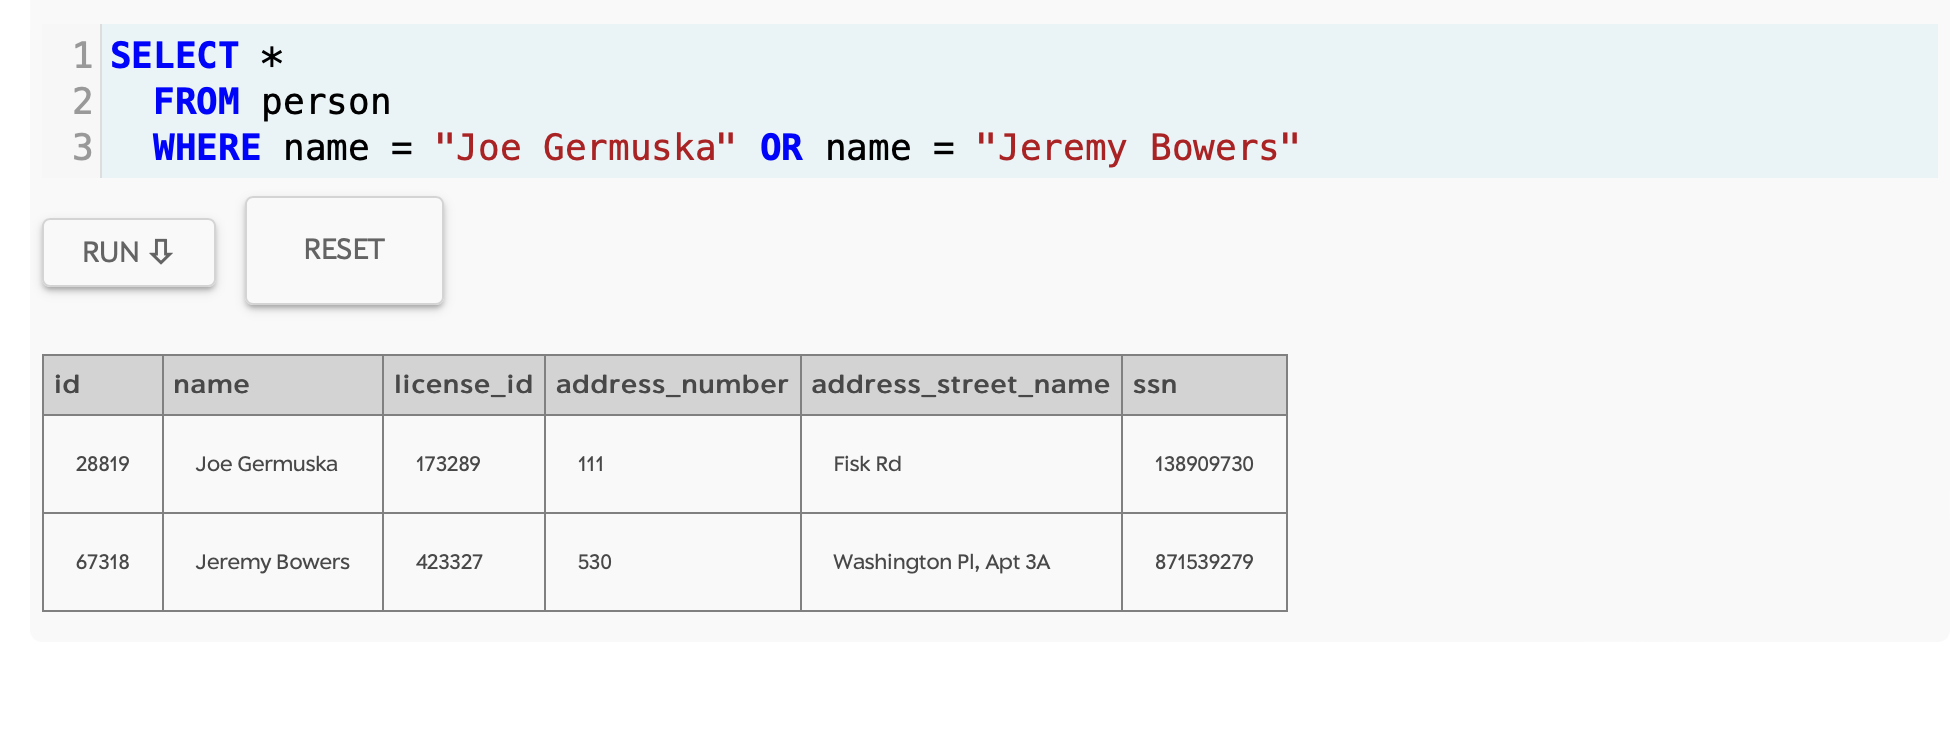 1 SELECT *
2 FROM person
3 WHERE name = "Joe Germuska" OR name = "Jeremy Bowers"
RUN ⇩ RESET
id name license_id address_number address_street_name ssn
28819 Joe Germuska 173289 111 Fisk Rd 138909730
67318 Jeremy Bowers 423327 530 Washington Pl, Apt 3A 871539279